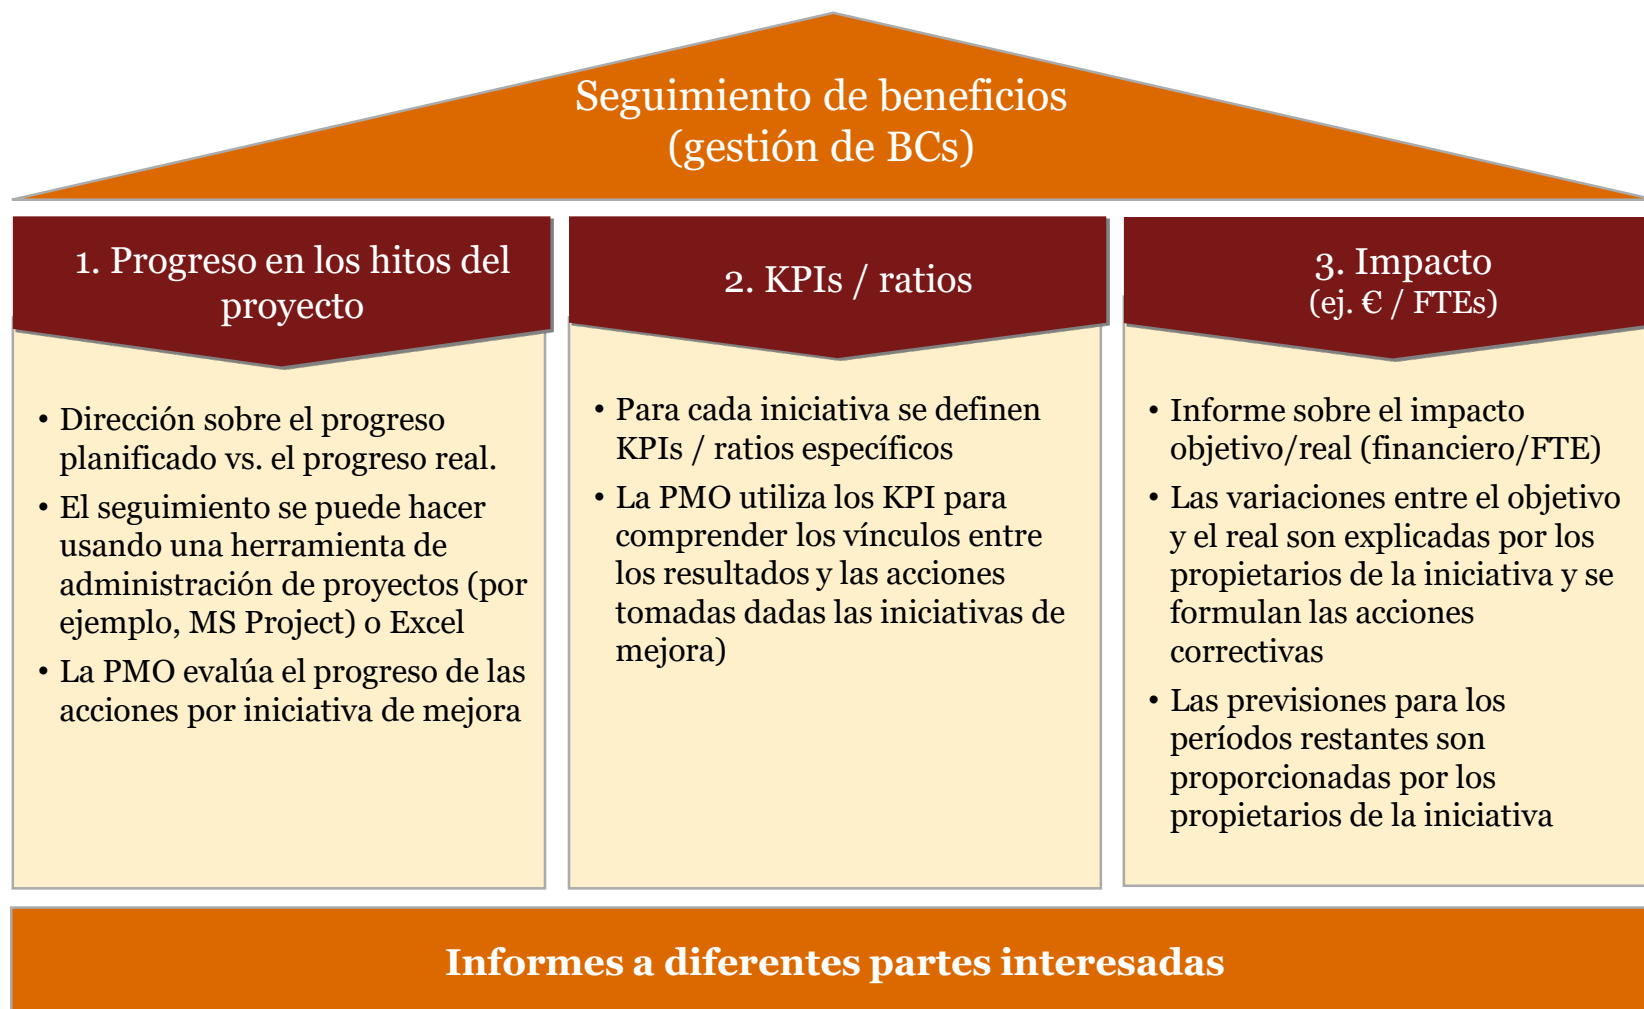 Seguimiento de beneficios
(gestión de BCs)
1. Progreso en los hitos del
proyecto
• Dirección sobre el progreso
planificado vs. el progreso real.
• El seguimiento se puede hacer
usando una herramienta de
administración de proyectos (por
ejemplo, MS Project) o Excel
• La PMO evalúa el progreso de las
acciones por iniciativa de mejora
2. KPIs / ratios
• Para cada iniciativa se definen
KPIs / ratios específicos
• La PMO utiliza los KPI para
comprender los vínculos entre
los resultados y las acciones
tomadas dadas las iniciativas de
mejora)
3. Impacto
(ej. € / FTEs)
• Informe sobre el impacto
objetivo/real (financiero/FTE)
• Las variaciones entre el objetivo
y el real son explicadas por los
propietarios de la iniciativa y se
formulan las acciones
correctivas
• Las previsiones para los
períodos restantes son
proporcionadas por los
propietarios de la iniciativa
Informes a diferentes partes interesadas